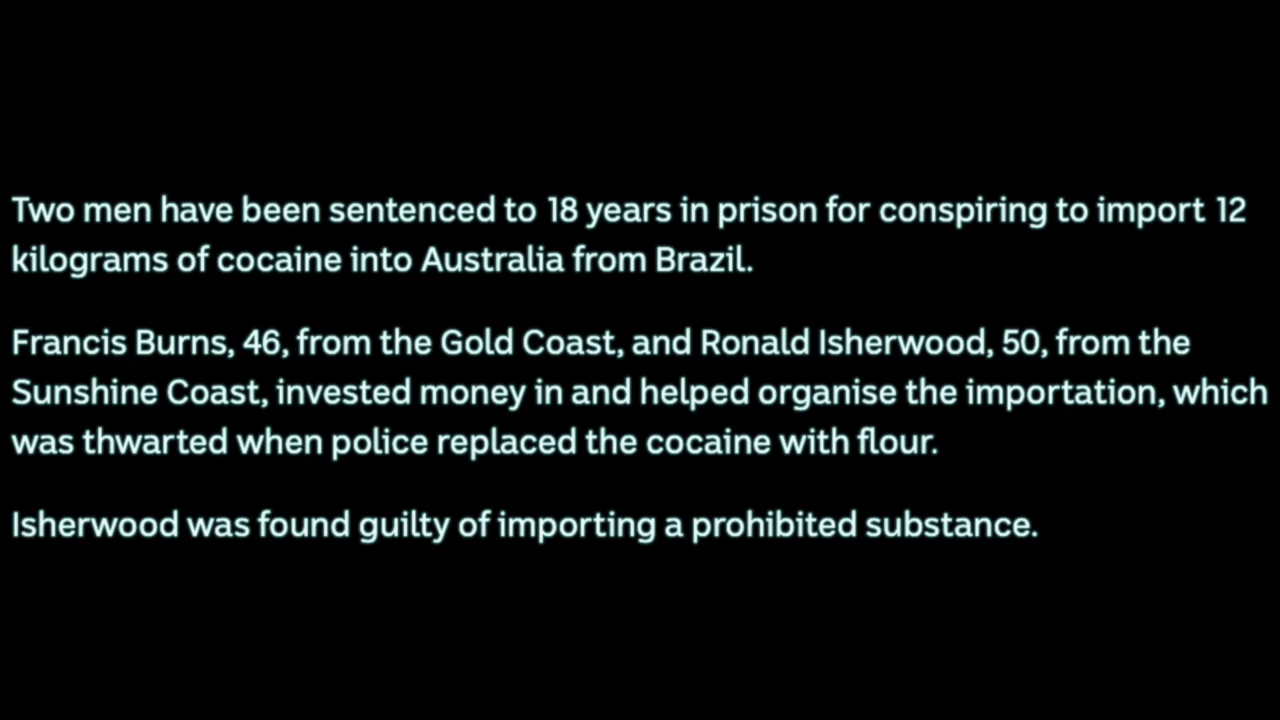 Two men have been sentenced to 18 years in prison for conspiring to import 12
kilograms of cocaine into Australia from Brazil.
Francis Burns, 46, from the Gold Coast, and Ronald Isherwood, 50, from the
Sunshine Coast, invested money in and helped organise the importation, which
was thwarted when police replaced the cocaine with flour.
Isherwood was found guilty of importing a prohibited substance.